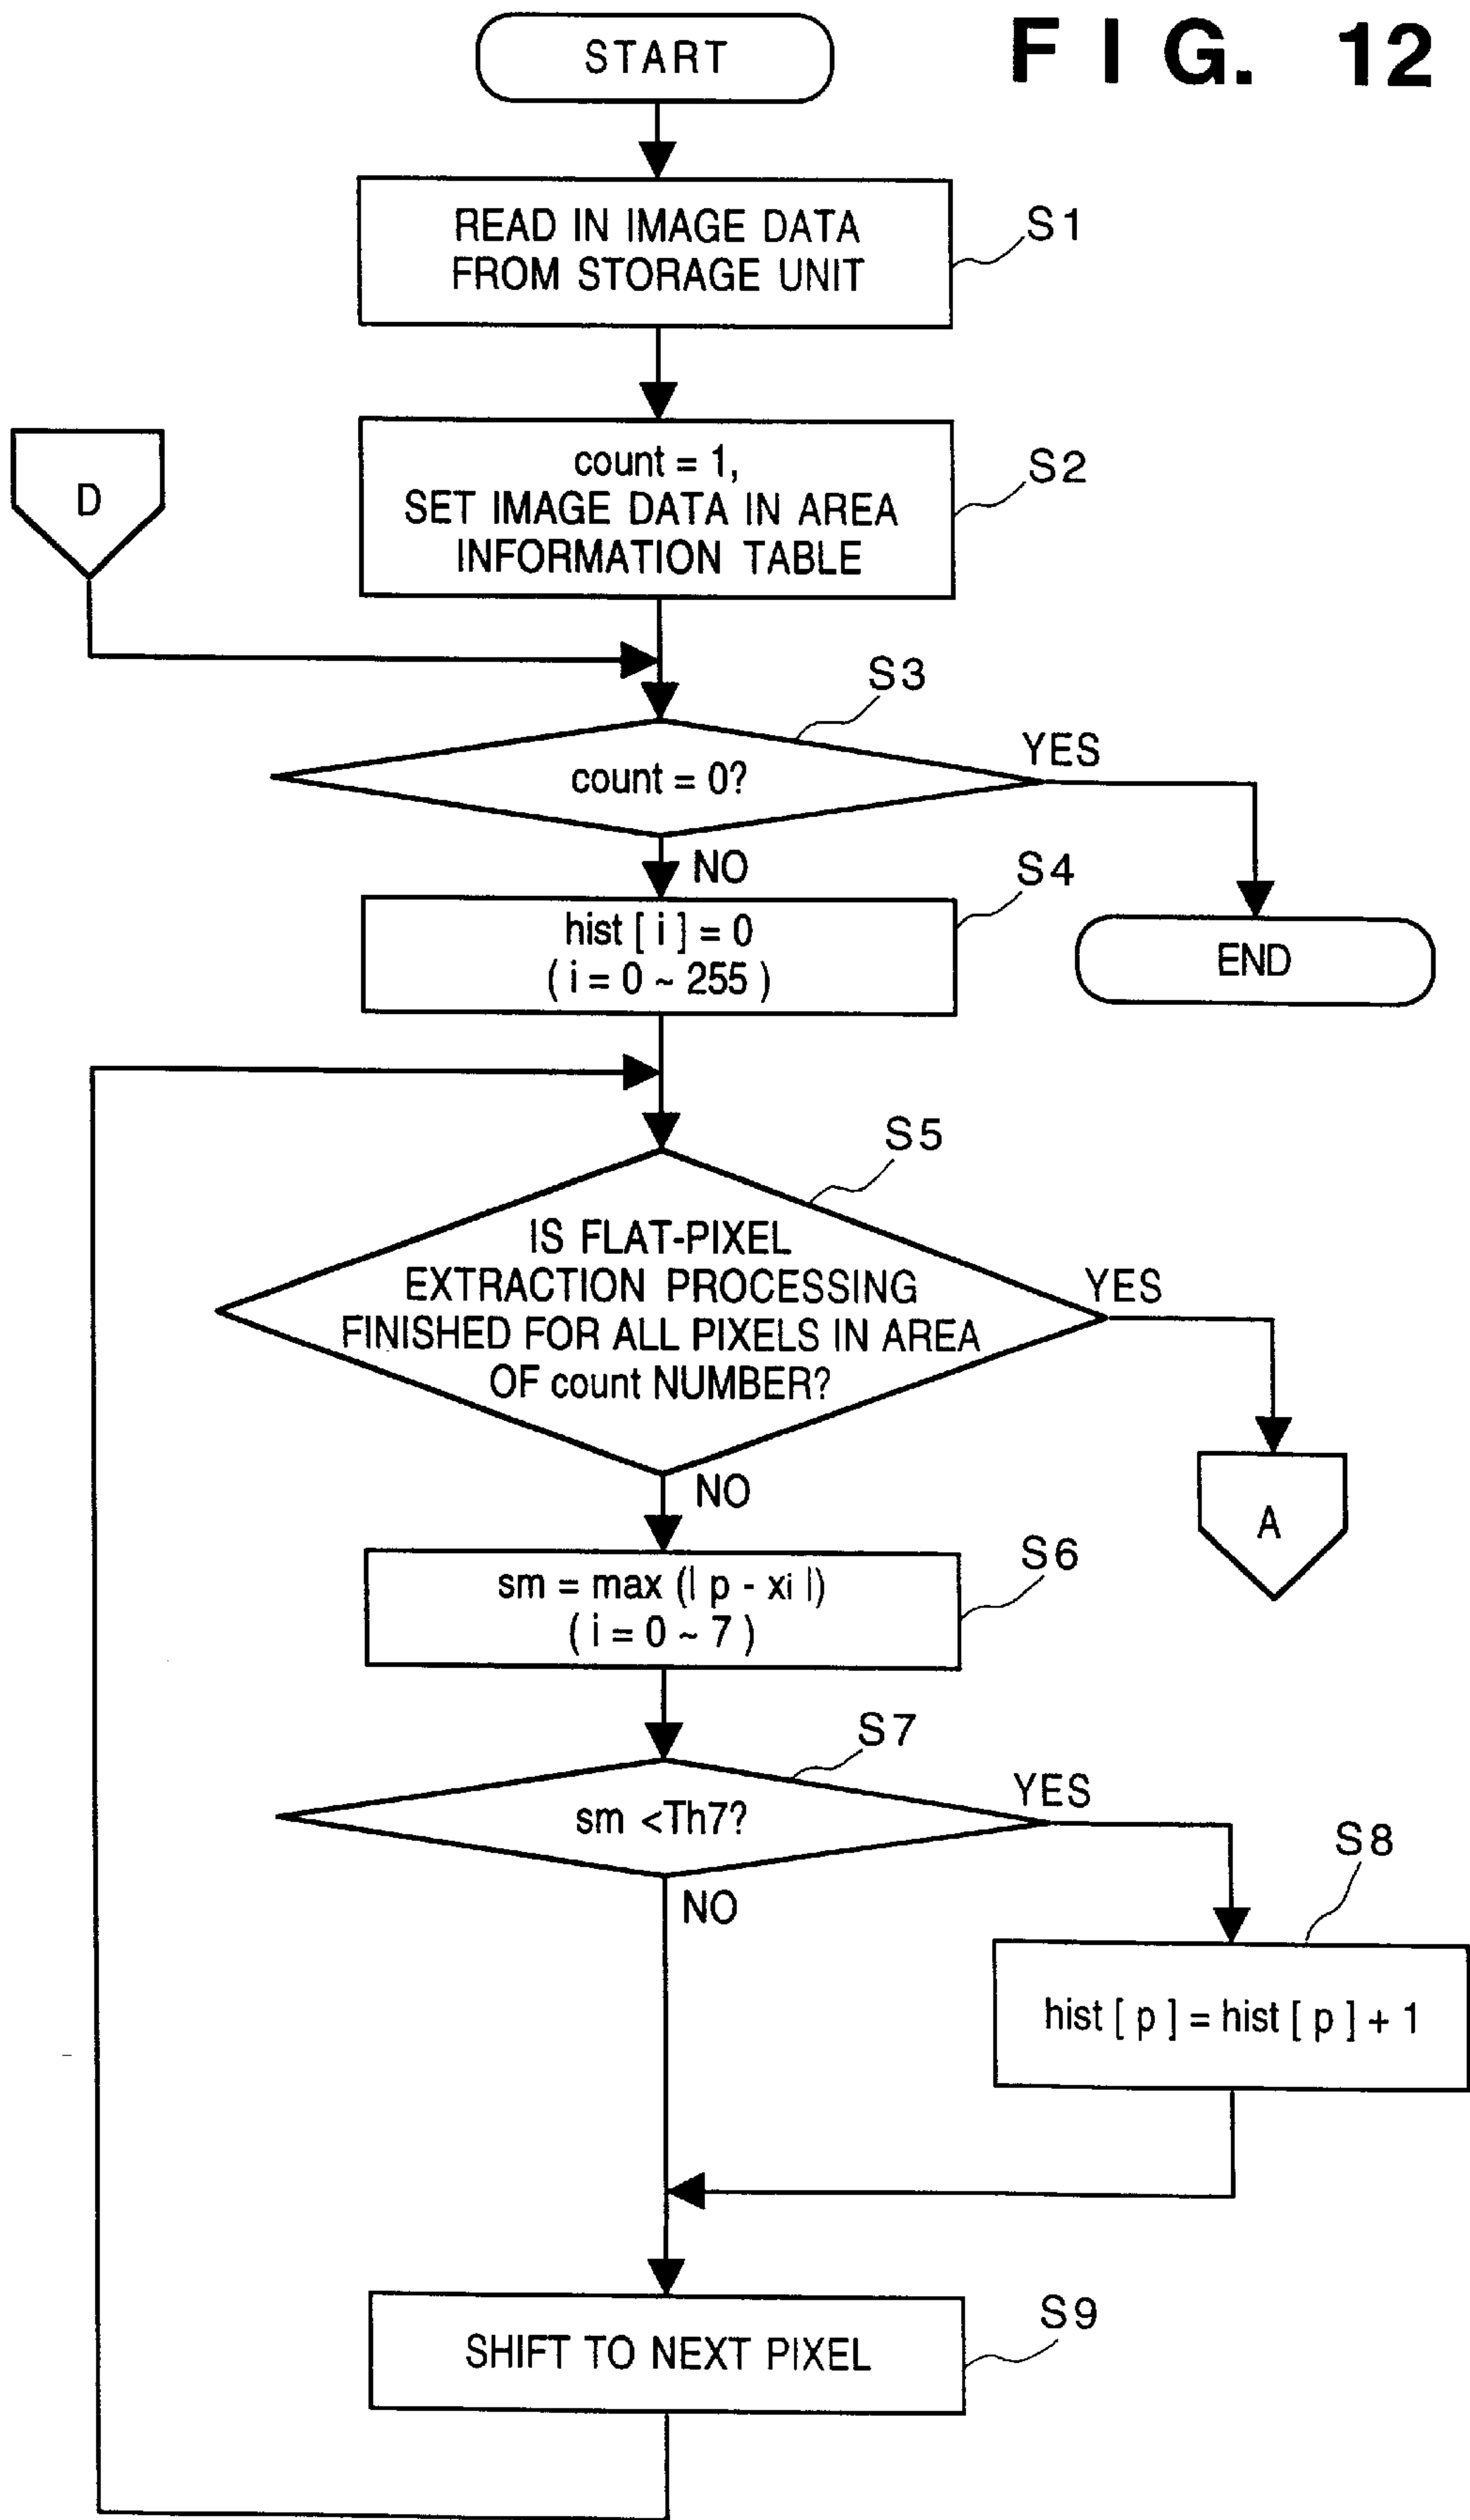 START
FIG. 12
READ IN IMAGE DATA
FROM STORAGE UNIT
S1
count = 1,
SET IMAGE DATA IN AREA
INFORMATION TABLE
S2
D
S3
count = 0?
YES
NO
S4
hist [ i ] = 0
( i = 0 ~ 255 )
END
S5
IS FLAT-PIXEL
EXTRACTION PROCESSING
FINISHED FOR ALL PIXELS IN AREA
OF count NUMBER?
YES
NO
A
S6
sm = max (| p - xi |)
( i = 0 ~ 7 )
S7
sm <Th7?
YES
NO
S8
hist [ p ] = hist [ p ] + 1
S9
SHIFT TO NEXT PIXEL